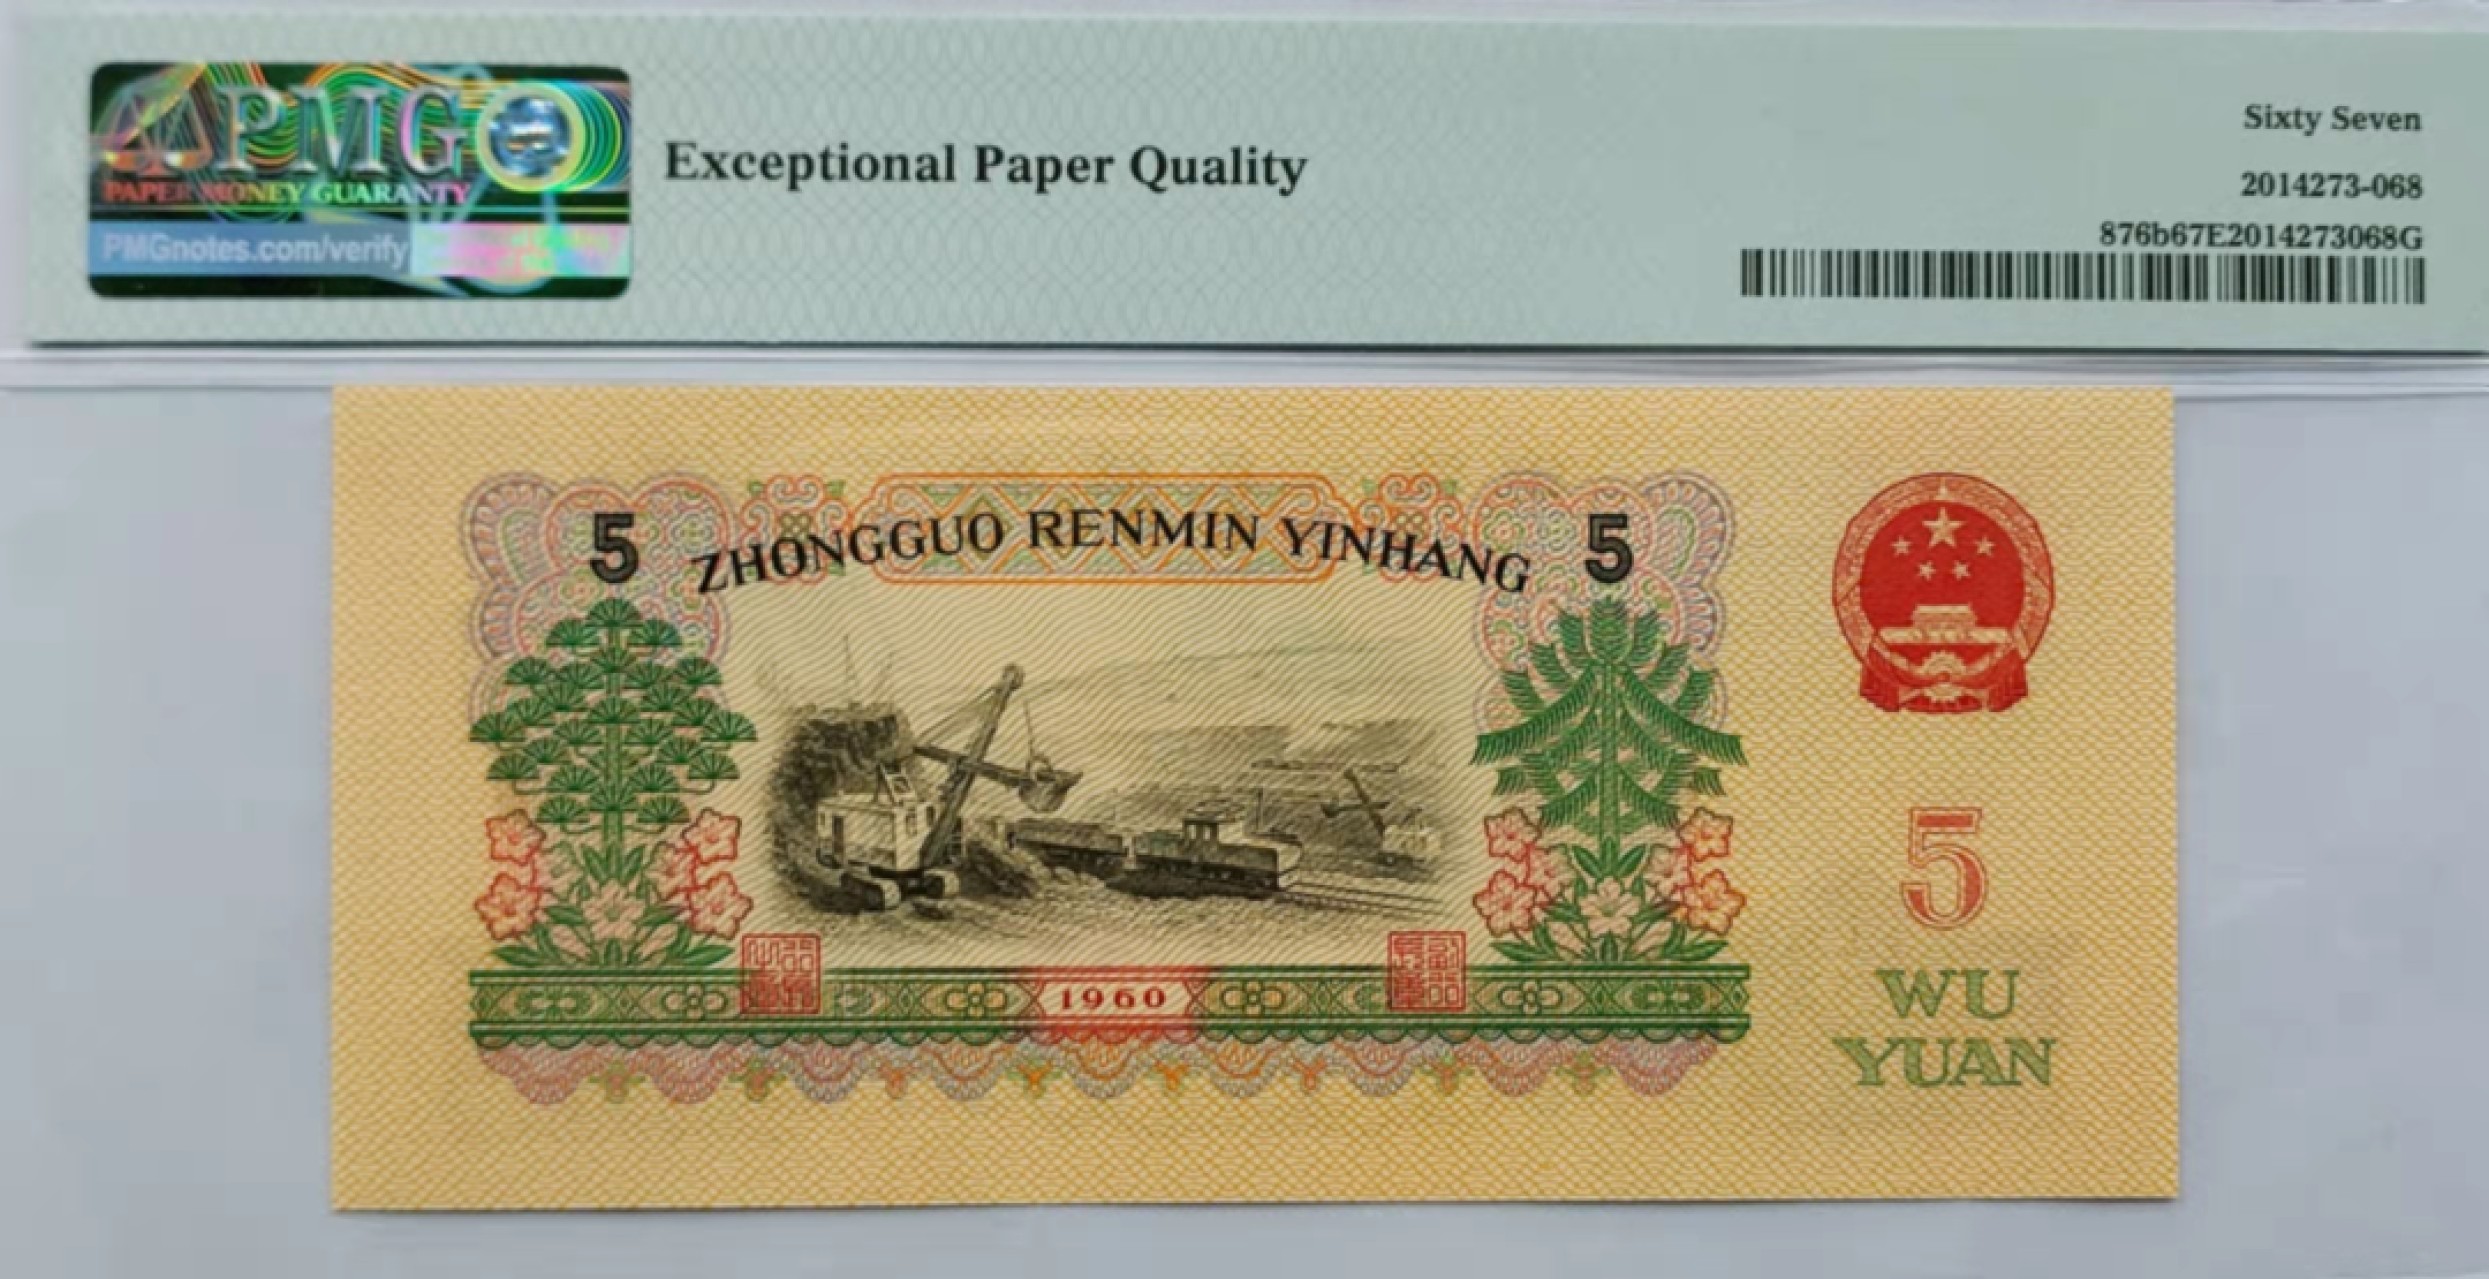 PMG
PAPER MONEY GUARANTY
PMGnotes.com/verify
Exceptional Paper Quality
Sixty Seven
2014273-068
876b67E2014273068G
5 ZHONGGUO RENMIN YINHANG 5
1960
5
WU
YUAN